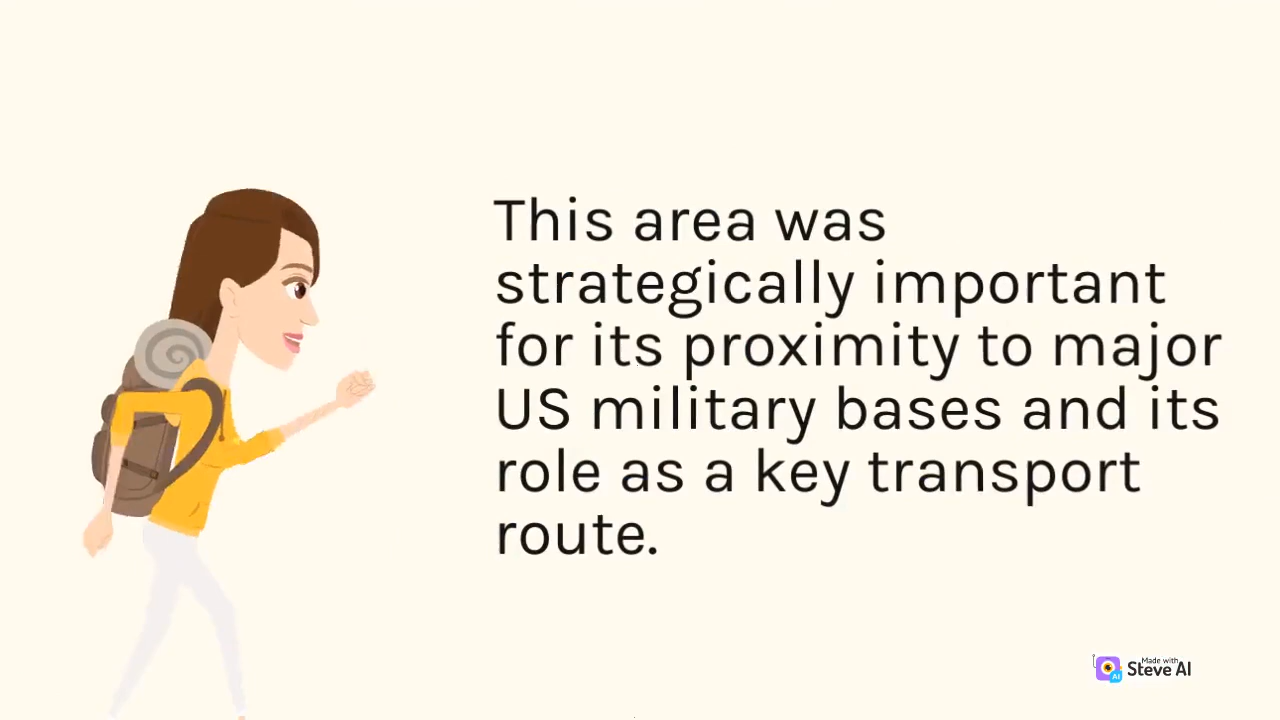 This area was
strategically important
for its proximity to major
US military bases and its
role as a key transport
route.
Made with
Steve AI
AI